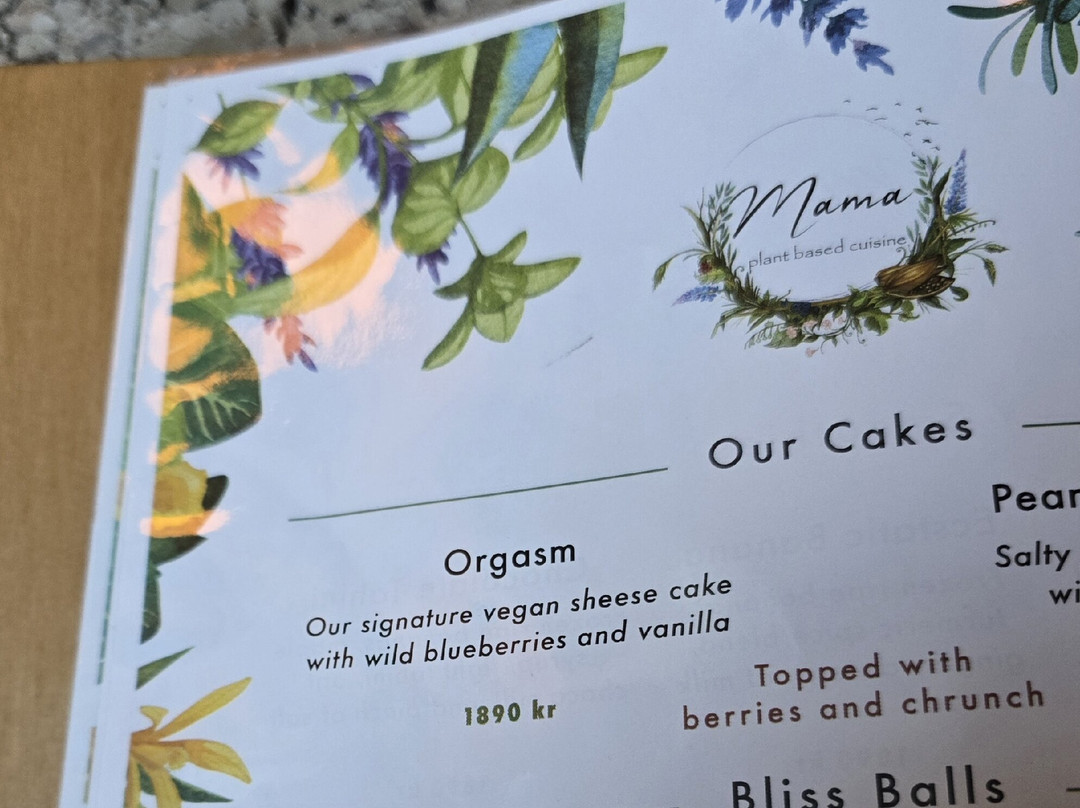 Mama
plant based cuisine
Our Cakes
Orgasm
Our signature vegan sheese cake
with wild blueberries and vanilla
1890 kr
Pear
Salty
wi
Topped with
berries and chrunch
Bliss Balls